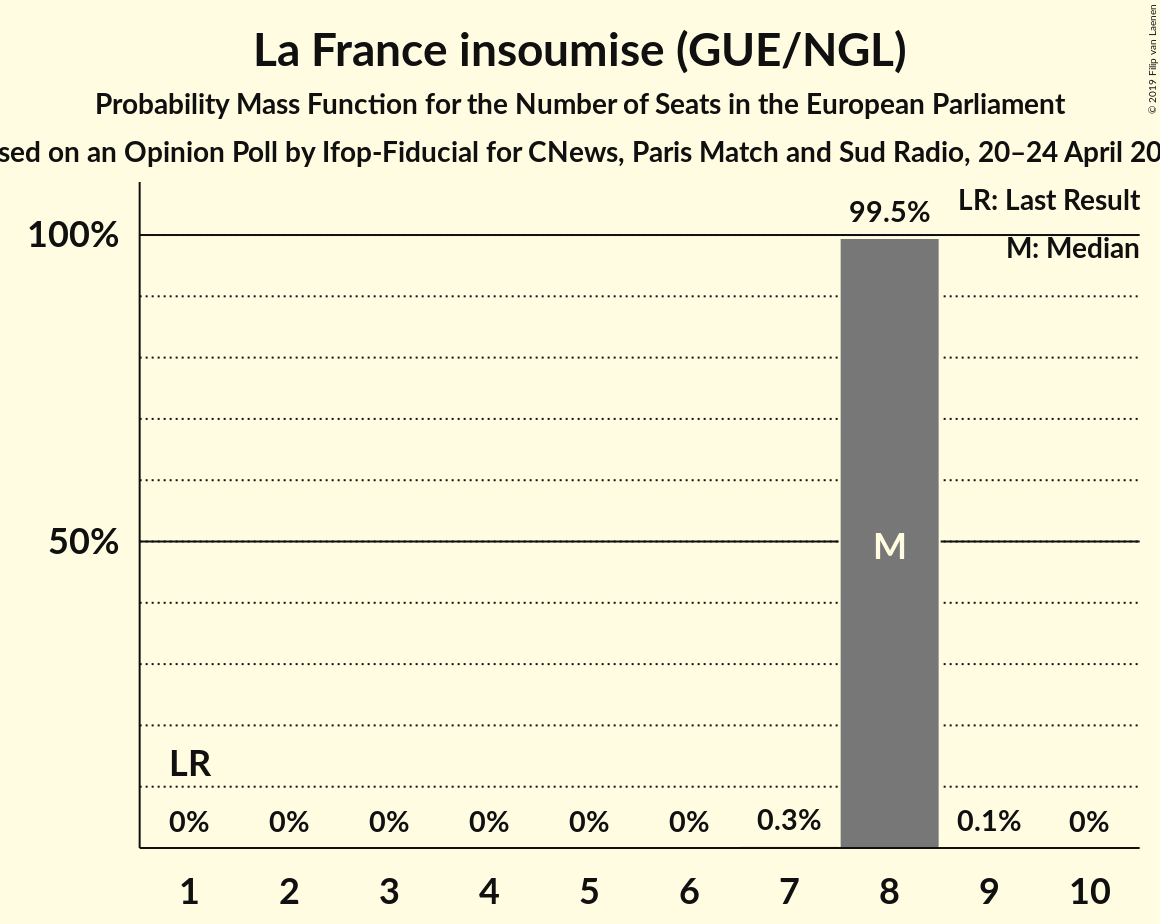 La France insoumise (GUE/NGL)
Probability Mass Function for the Number of Seats in the European Parliament
sed on an Opinion Poll by Ifop-Fiducial for CNews, Paris Match and Sud Radio, 20–24 April 20
© 2019 Filip van Laenen
LR: Last Result
M: Median
99.5%
100%
50%
M
LR
0% 0% 0% 0% 0% 0% 0.3% 0.1% 0%
1 2 3 4 5 6 7 8 9 10